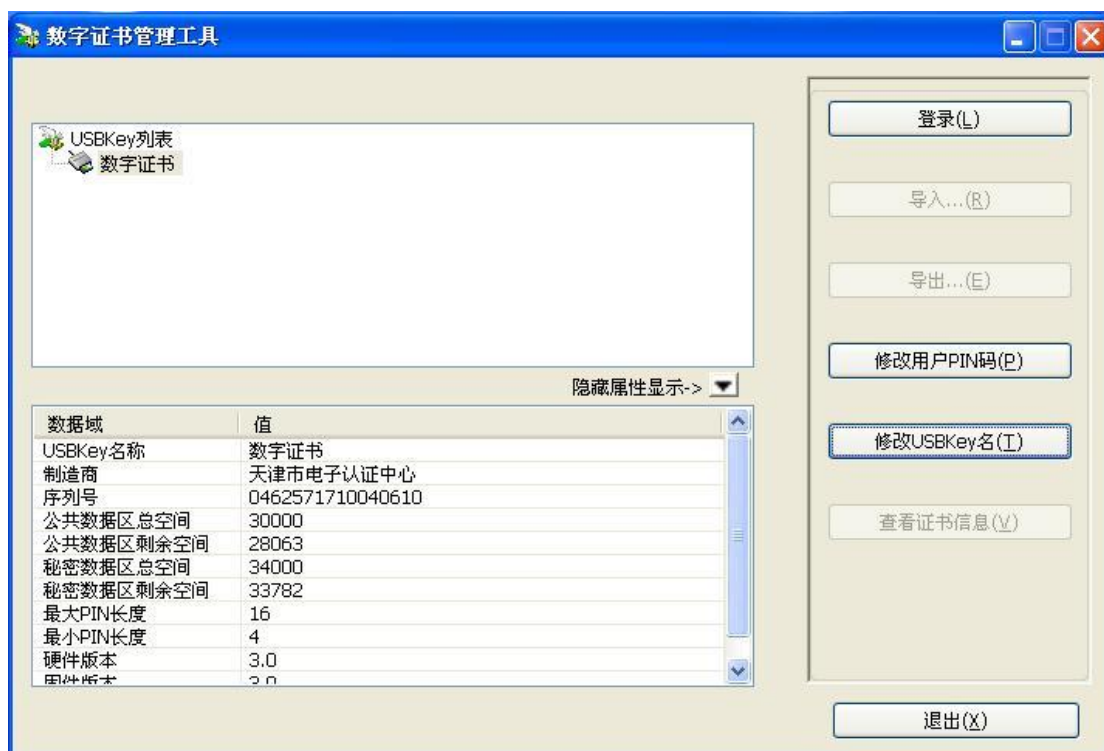 数字证书管理工具
USBKey列表
数字证书
隐藏属性显示->
数据域 值
USBKey名称 数字证书
制造商 天津市电子认证中心
序列号 0462571710040610
公共数据区总空间 30000
公共数据区剩余空间 28063
秘密数据区总空间 34000
秘密数据区剩余空间 33782
最大PIN长度 16
最小PIN长度 4
硬件版本 3.0
固件版本 3.0
登录(L)
导入...(R)
导出...(E)
修改用户PIN码(P)
修改USBKey名(T)
查看证书信息(V)
退出(X)